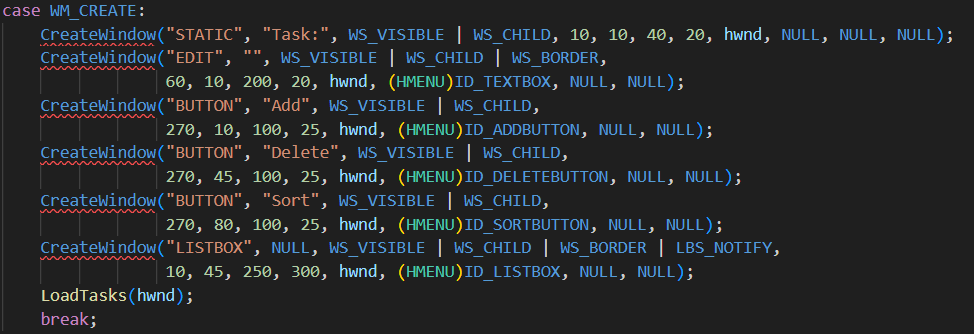 case WM_CREATE:
CreateWindow("STATIC", "Task:", WS_VISIBLE | WS_CHILD, 10, 10, 40, 20, hwnd, NULL, NULL, NULL);
CreateWindow("EDIT", "", WS_VISIBLE | WS_CHILD | WS_BORDER,
60, 10, 200, 20, hwnd, (HMENU)ID_TEXTBOX, NULL, NULL);
CreateWindow("BUTTON", "Add", WS_VISIBLE | WS_CHILD,
270, 10, 100, 25, hwnd, (HMENU)ID_ADDBUTTON, NULL, NULL);
CreateWindow("BUTTON", "Delete", WS_VISIBLE | WS_CHILD,
270, 45, 100, 25, hwnd, (HMENU)ID_DELETEBUTTON, NULL, NULL);
CreateWindow("BUTTON", "Sort", WS_VISIBLE | WS_CHILD,
270, 80, 100, 25, hwnd, (HMENU)ID_SORTBUTTON, NULL, NULL);
CreateWindow("LISTBOX", NULL, WS_VISIBLE | WS_CHILD | WS_BORDER | LBS_NOTIFY,
10, 45, 250, 300, hwnd, (HMENU)ID_LISTBOX, NULL, NULL);
LoadTasks(hwnd);
break;